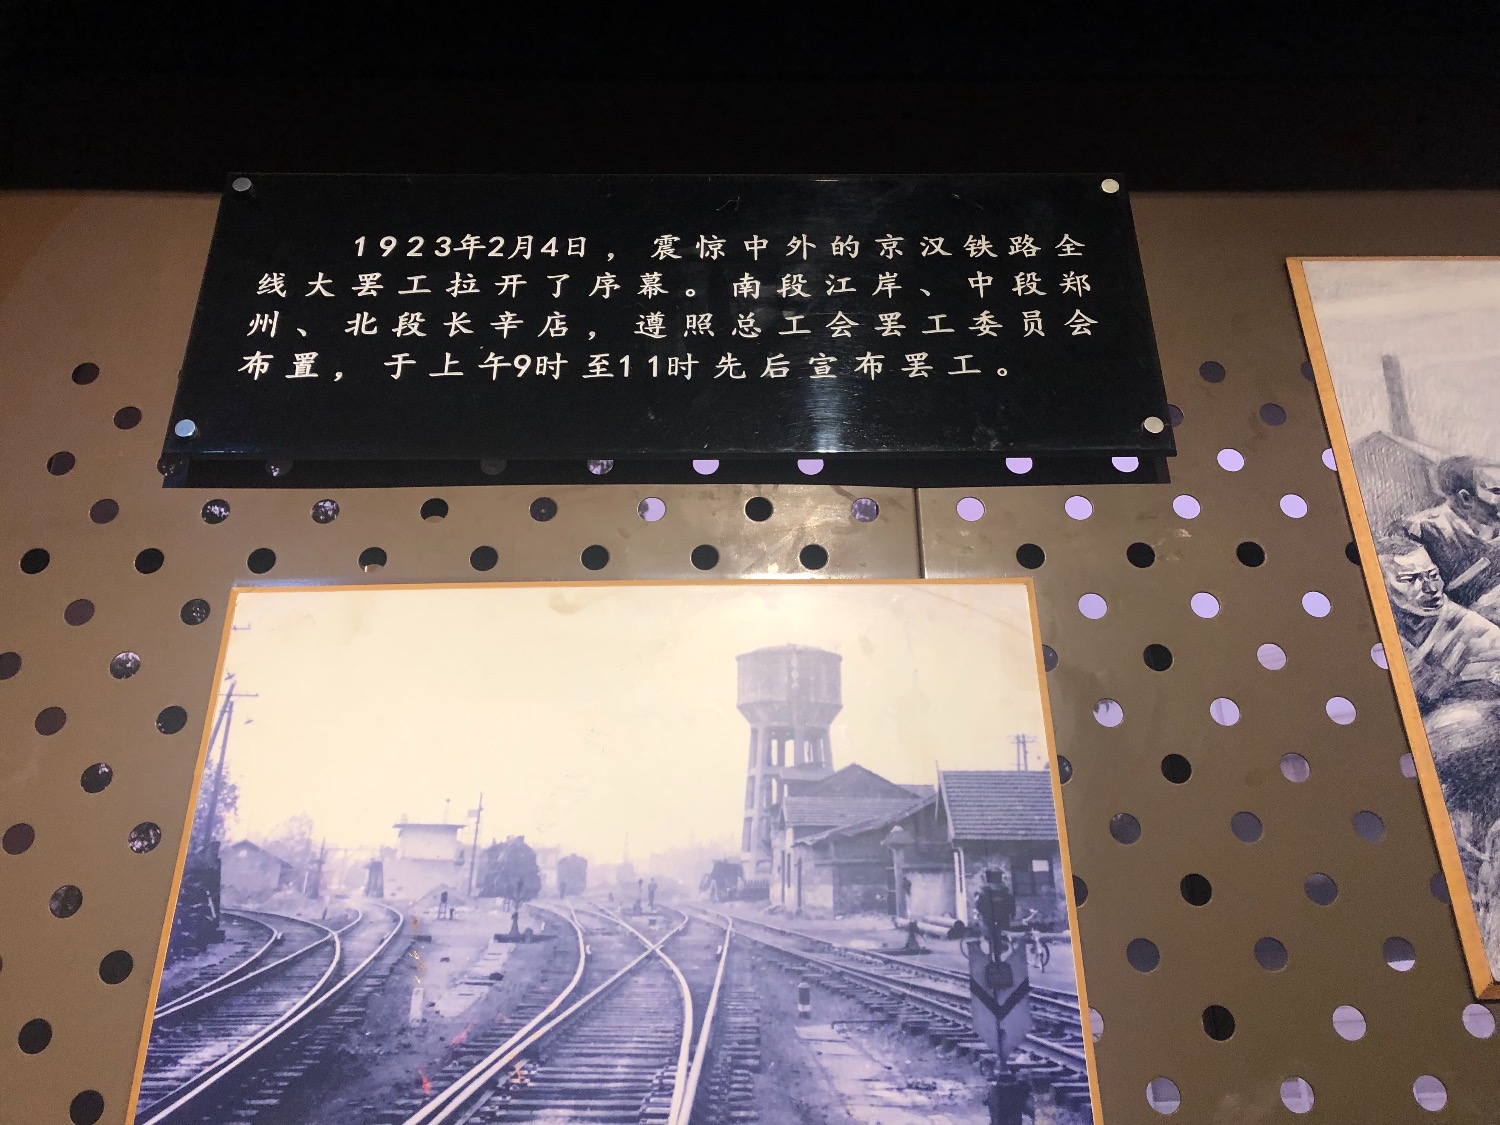 1923年2月4日，震惊中外的京汉铁路全
线大罢工拉开了序幕。南段江岸、中段郑
州、北段长辛店，遵照总工会罢工委员会
布置，于上午9时至11时先后宣布罢工。